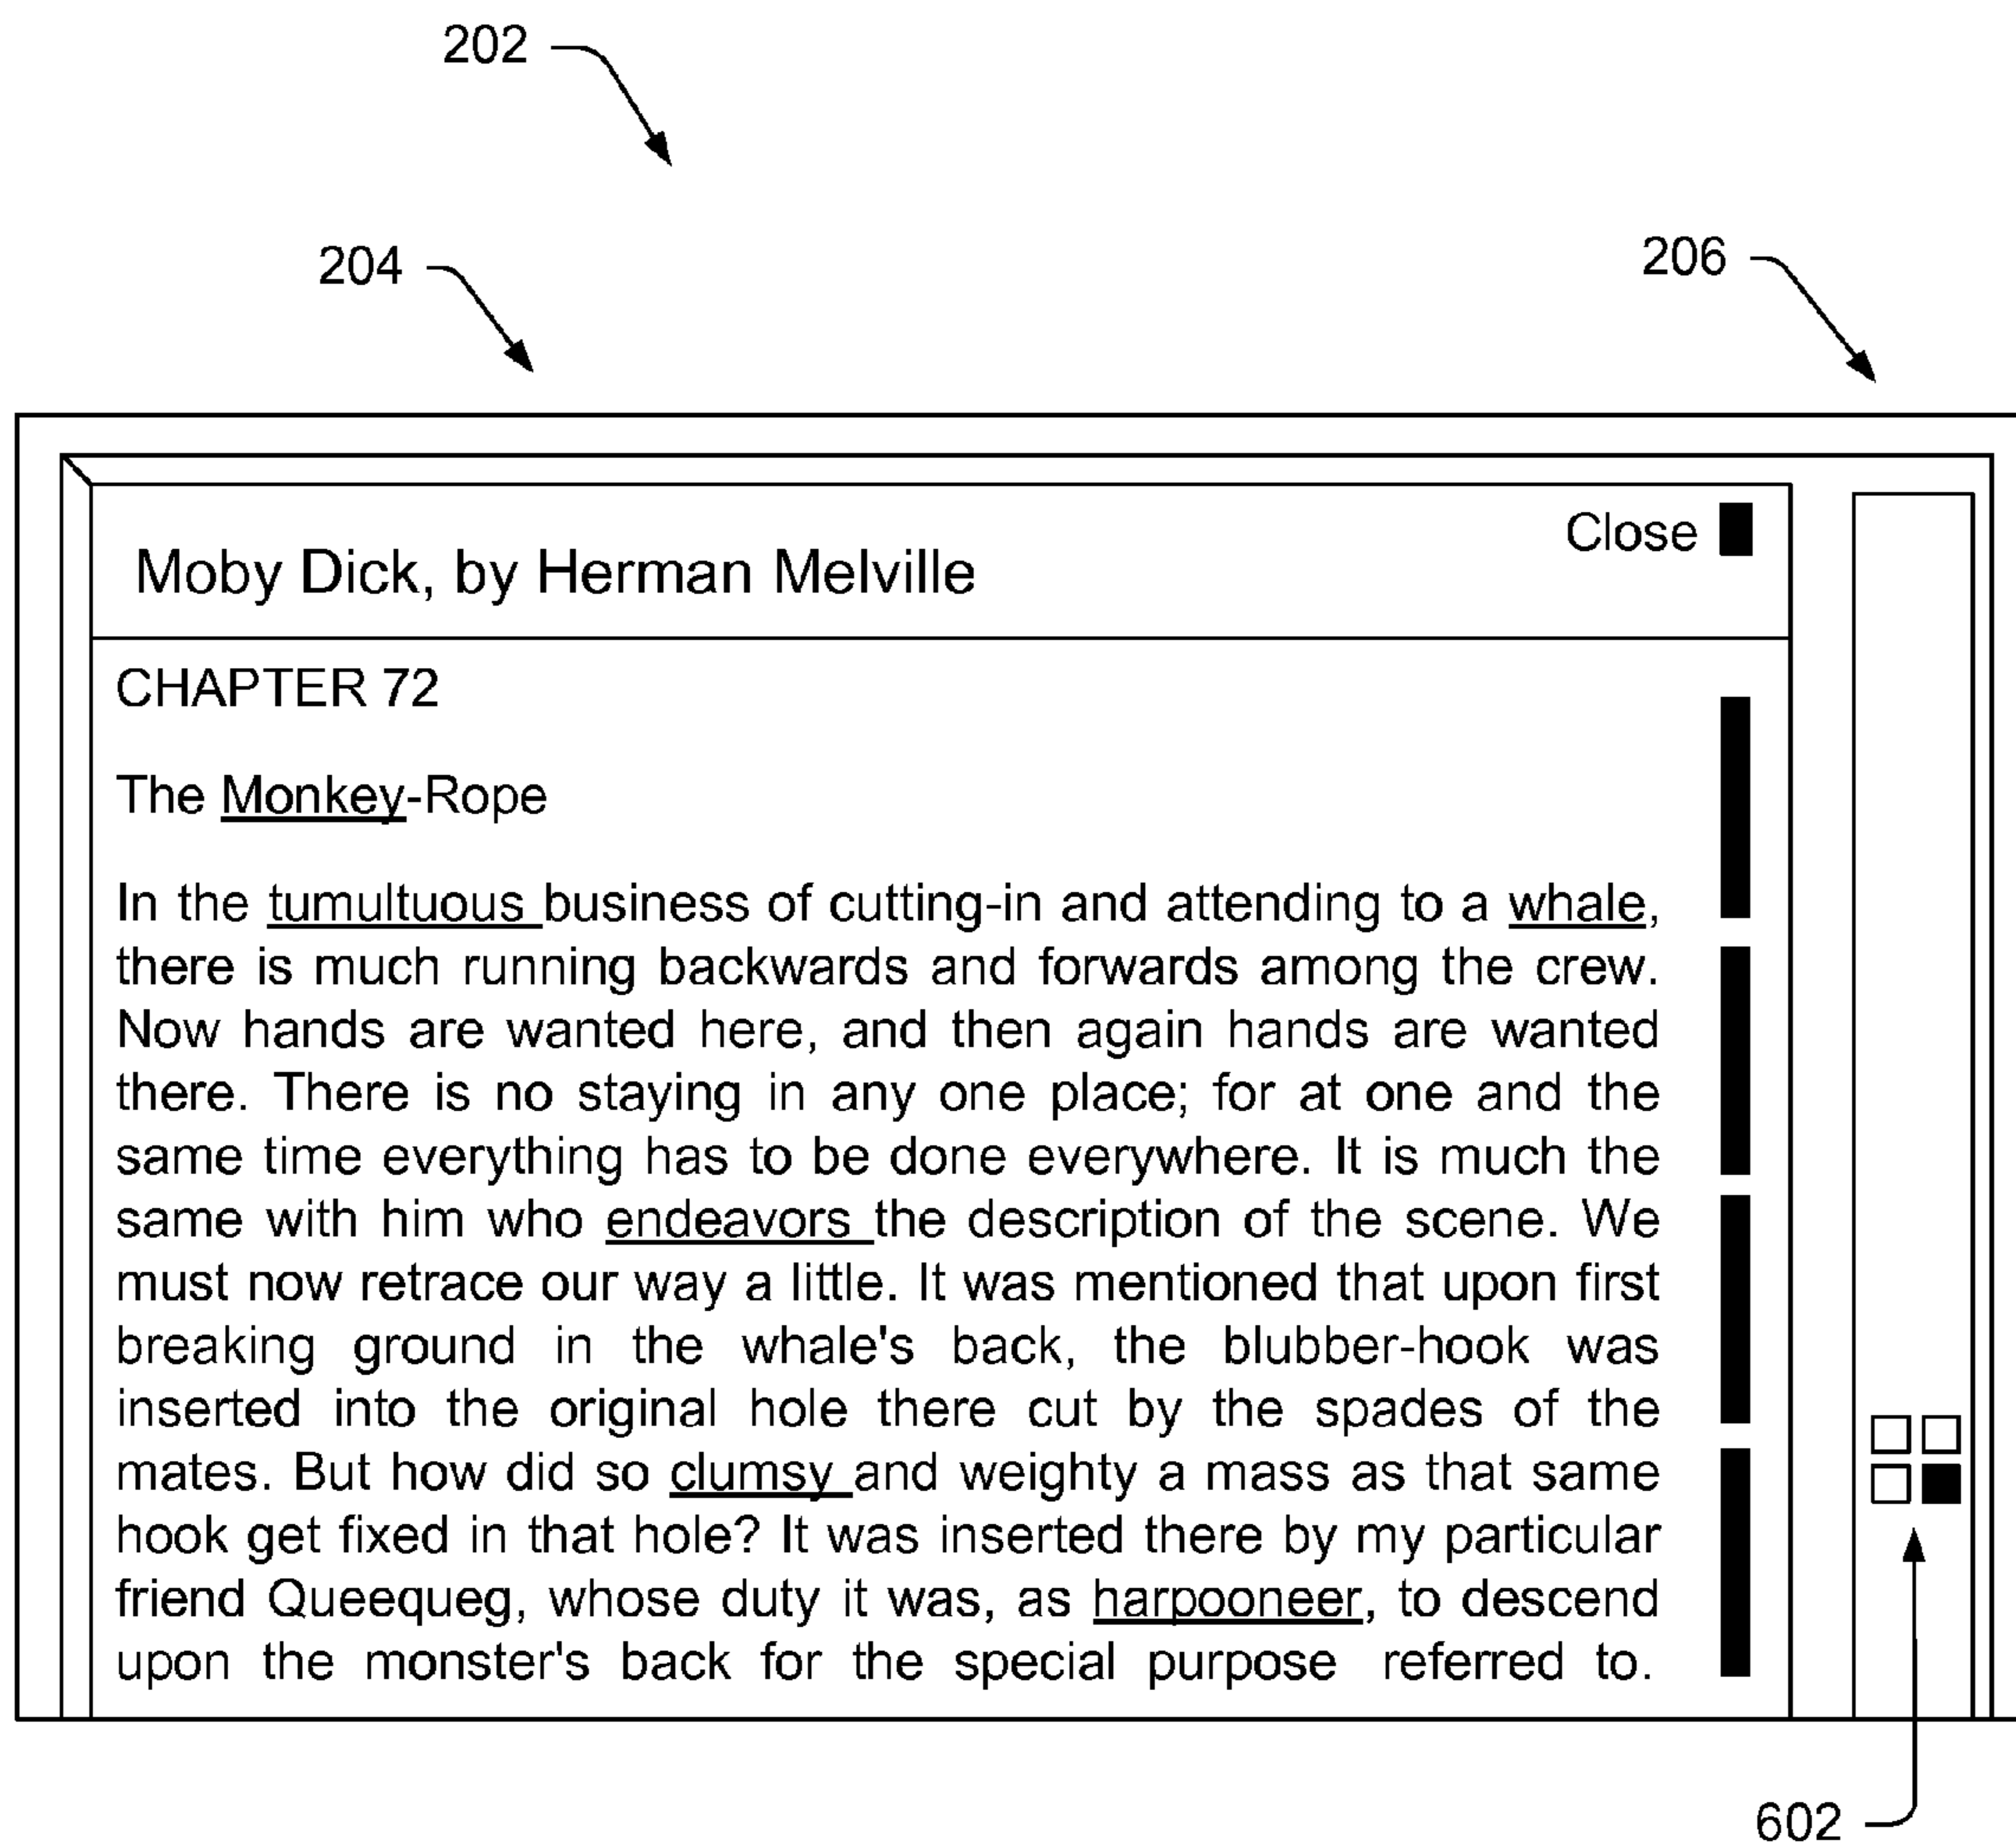 202
204
206
Close
Moby Dick, by Herman Melville
CHAPTER 72
The Monkey-Rope
In the tumultuous business of cutting-in and attending to a whale,
there is much running backwards and forwards among the crew.
Now hands are wanted here, and then again hands are wanted
there. There is no staying in any one place; for at one and the
same time everything has to be done everywhere. It is much the
same with him who endeavors the description of the scene. We
must now retrace our way a little. It was mentioned that upon first
breaking ground in the whale's back, the blubber-hook was
inserted into the original hole there cut by the spades of the
mates. But how did so clumsy and weighty a mass as that same
hook get fixed in that hole? It was inserted there by my particular
friend Queequeg, whose duty it was, as harpooneer, to descend
upon the monster's back for the special purpose referred to.
602